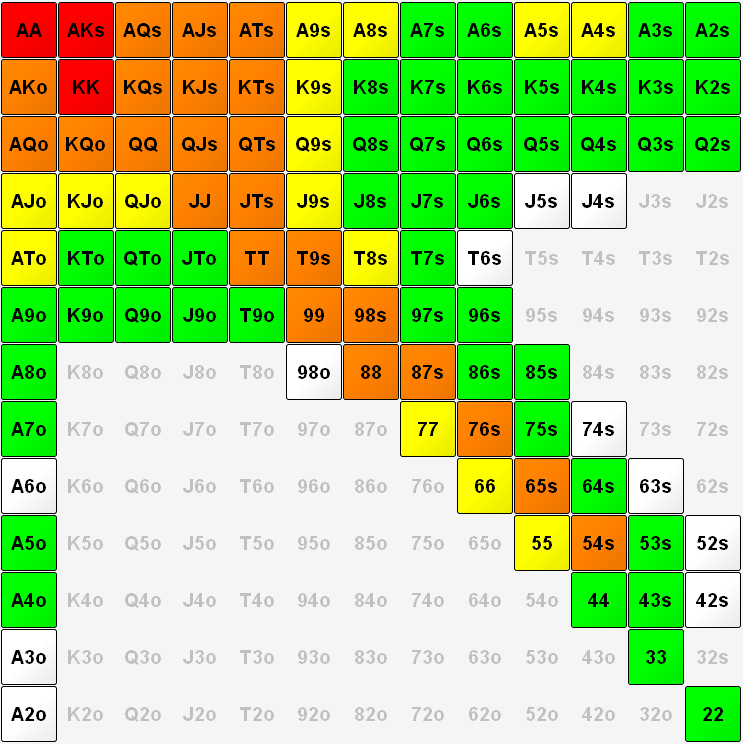 AA AKs AQs AJs ATs A9s A8s A7s A6s A5s A4s A3s A2s
AKo KK KQs KJs KTs K9s K8s K7s K6s K5s K4s K3s K2s
AQo KQo QQ QJs QTs Q9s Q8s Q7s Q6s Q5s Q4s Q3s Q2s
AJo KJo QJo JJ JTs J9s J8s J7s J6s J5s J4s J3s J2s
ATo KTo QTo JTo TT T9s T8s T7s T6s T5s T4s T3s T2s
A9o K9o Q9o J9o T9o 99 98s 97s 96s 95s 94s 93s 92s
A8o K8o Q8o J8o T8o 98o 88 87s 86s 85s 84s 83s 82s
A7o K7o Q7o J7o T7o 97o 87o 77 76s 75s 74s 73s 72s
A6o K6o Q6o J6o T6o 96o 86o 76o 66 65s 64s 63s 62s
A5o K5o Q5o J5o T5o 95o 85o 75o 65o 55 54s 53s 52s
A4o K4o Q4o J4o T4o 94o 84o 74o 64o 54o 44 43s 42s
A3o K3o Q3o J3o T3o 93o 83o 73o 63o 53o 43o 33 32s
A2o K2o Q2o J2o T2o 92o 82o 72o 62o 52o 42o 32o 22